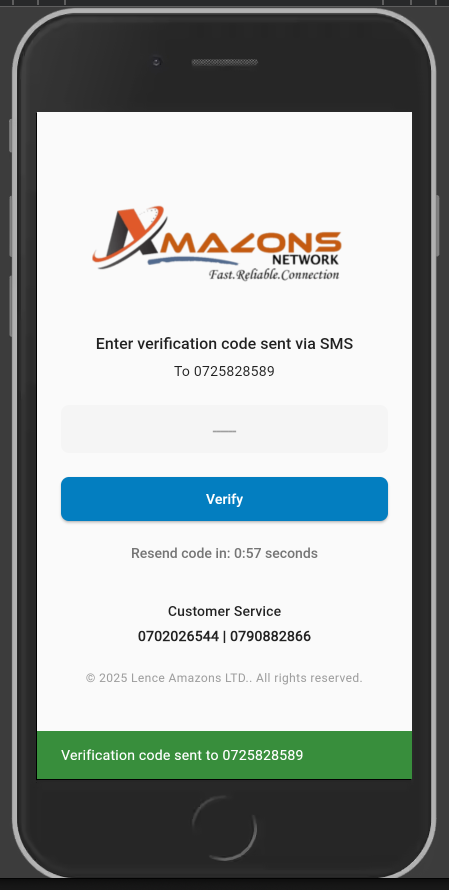 AMAZONS
NETWORK
Fast.Reliable.Connection
Enter verification code sent via SMS
To 0725828589
Verify
Resend code in: 0:57 seconds
Customer Service
0702026544 | 0790882866
© 2025 Lence Amazons LTD.. All rights reserved.
Verification code sent to 0725828589